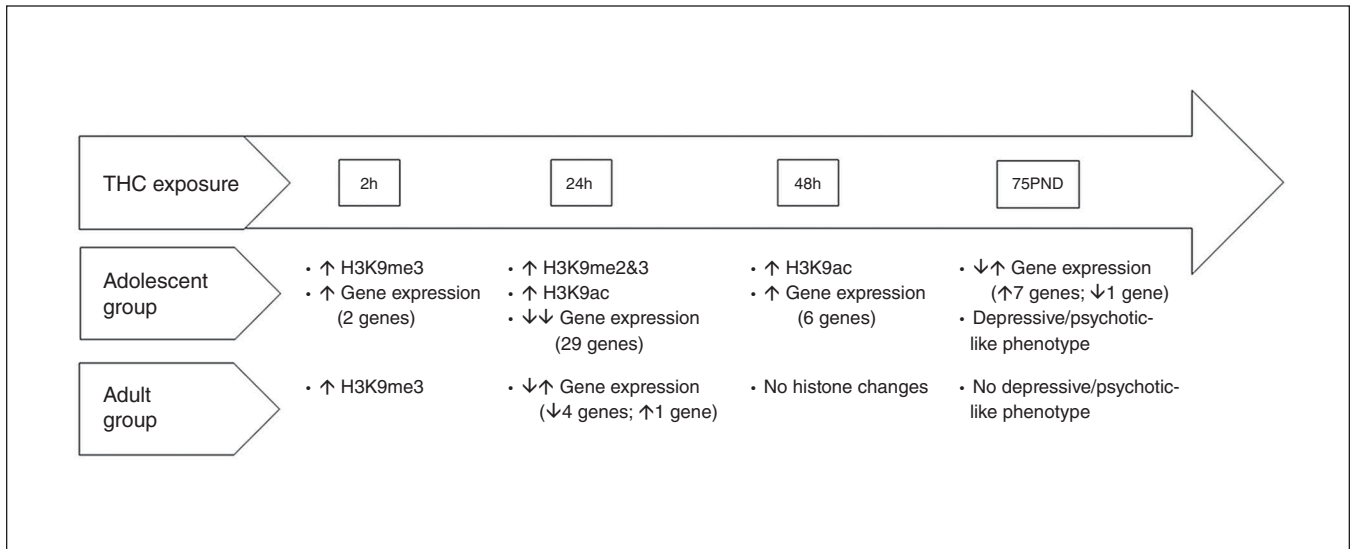 THC exposure
2h
24h
48h
75PND
Adolescent
group
• ↑ H3K9me3
• ↑ Gene expression
(2 genes)
• ↑ H3K9me2&3
• ↑ H3K9ac
• ↓↓ Gene expression
(29 genes)
• ↑ H3K9ac
• ↑ Gene expression
(6 genes)
• ↓↑ Gene expression
(↑7 genes; ↓1 gene)
• Depressive/psychotic-
like phenotype
Adult
group
• ↑ H3K9me3
• ↓↑ Gene expression
(↓4 genes; ↑1 gene)
• No histone changes
• No depressive/psychotic-
like phenotype